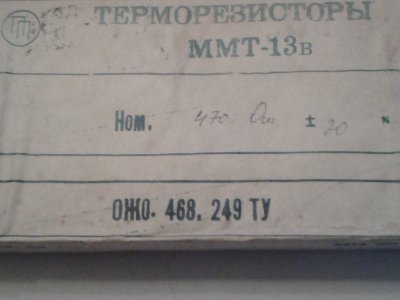 ТЕРМОРЕЗИСТОРЫ
ММТ-13в
Ном. 470 Ом ± 20 %
ОЖО. 468. 249 ТУ